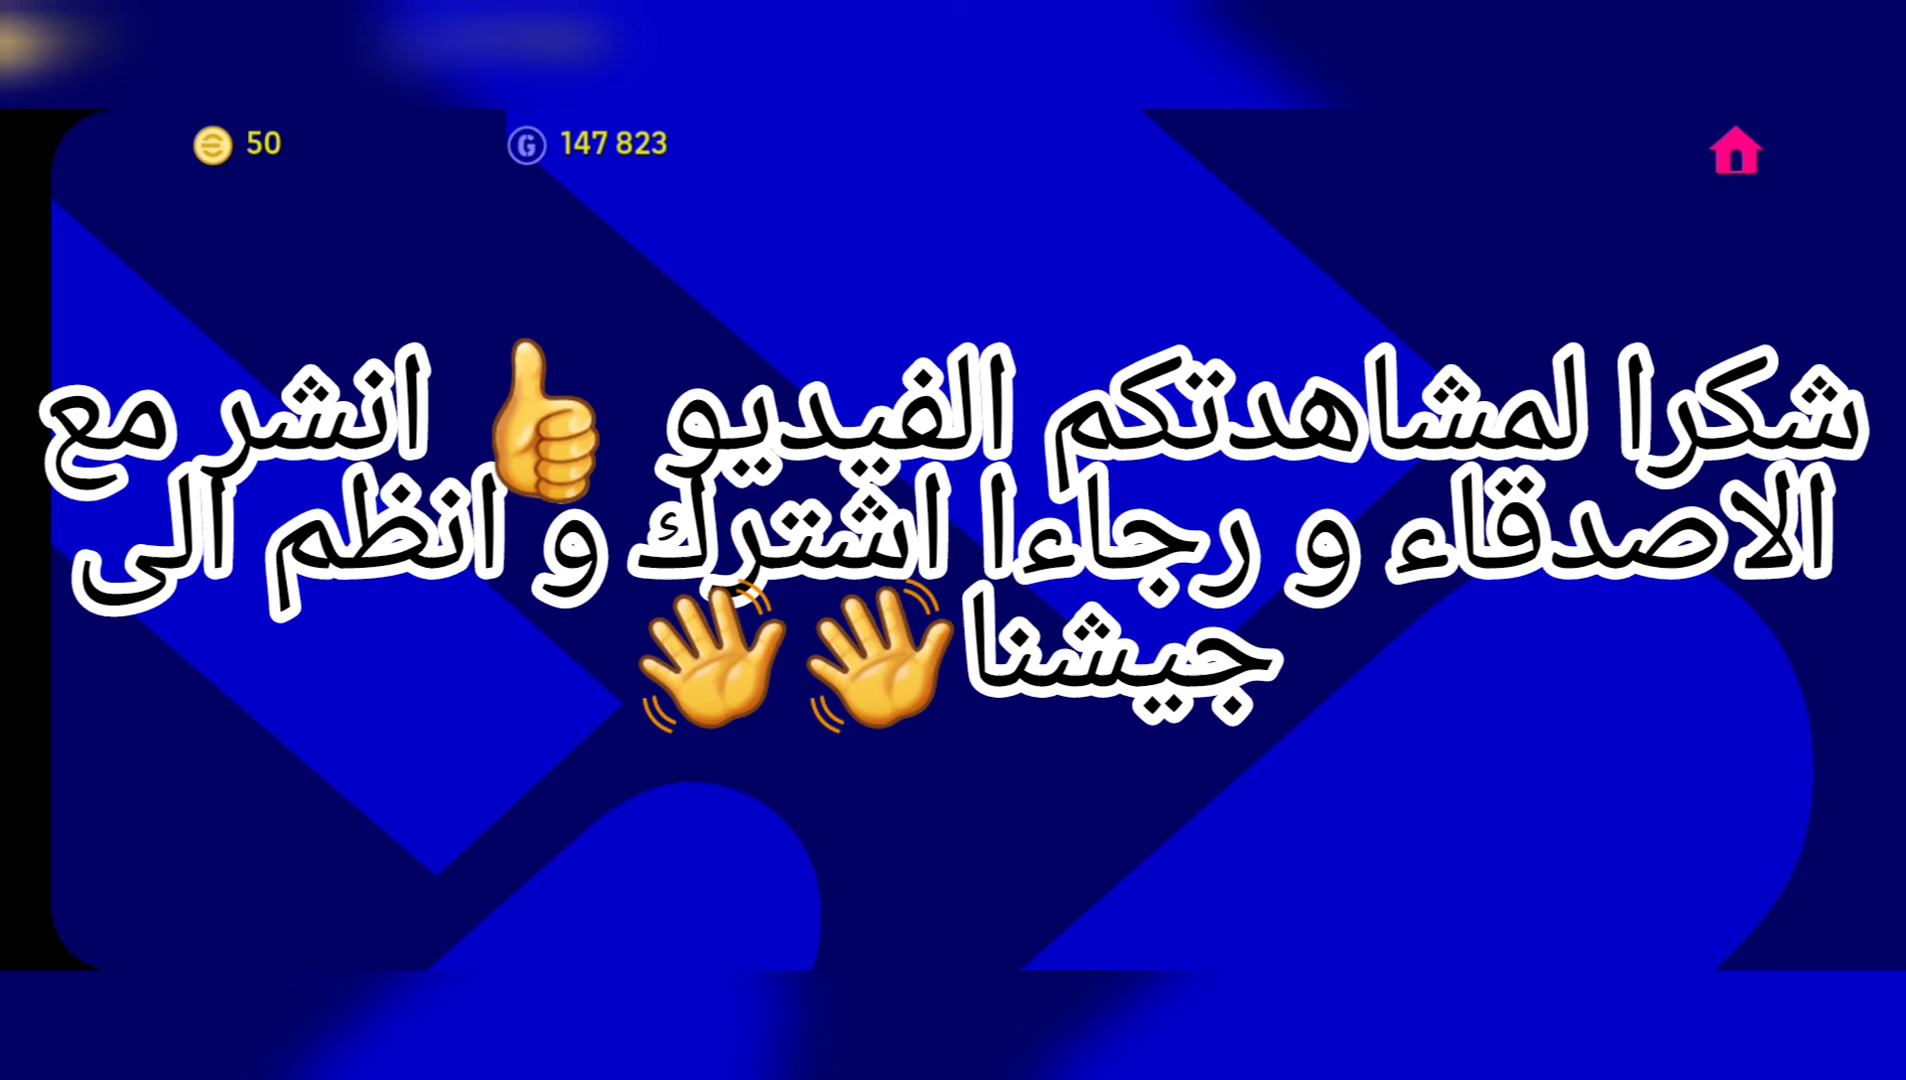 50
147 823
شكرا لمشاهدتكم الفيديو 👍 انشر مع
الاصدقاء و رجاءا اشترك و انظم الى
جيشنا👋👋